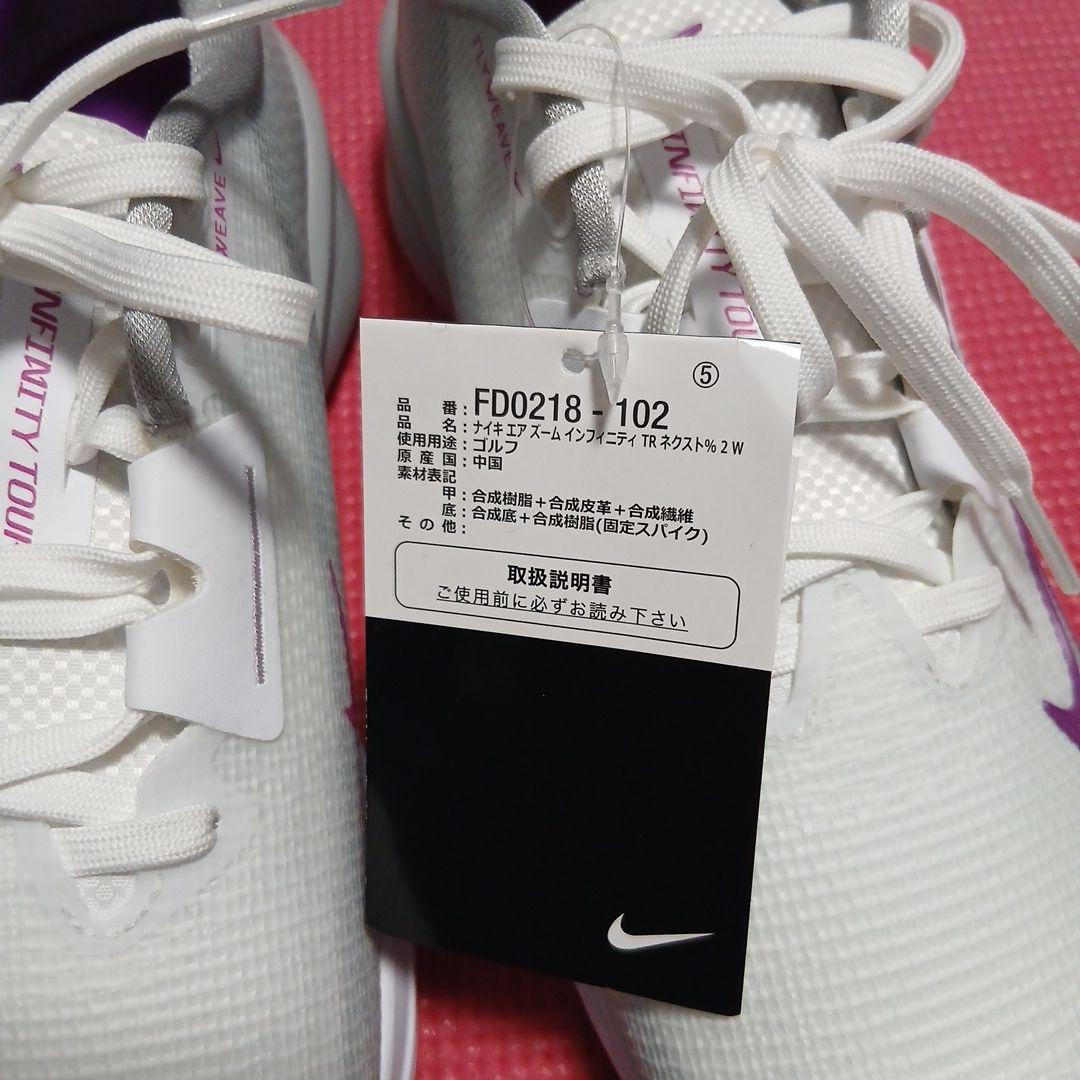 WEAVE
INFINITY TOUR
FLYWEAVE
INFINITY TOUR
⑤
品 番: FD0218 - 102
品 名: ナイキ エア ズーム インフィニティ TR ネクスト% 2 W
使用用途: ゴルフ
原 産 国: 中国
素材表記
甲: 合成樹脂+合成皮革+合成繊維
底: 合成底+合成樹脂(固定スパイク)
そ の 他:
取扱説明書
ご使用前に必ずお読み下さい